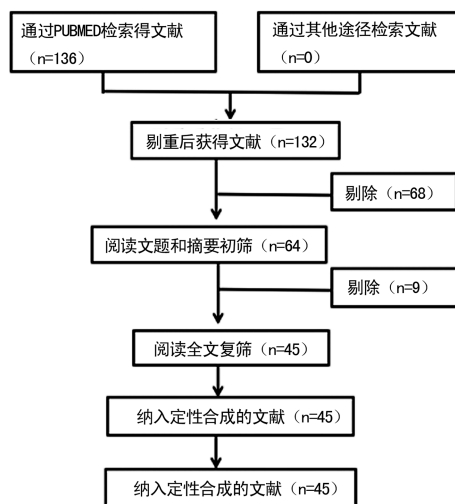 通过PUBMED检索得文献
（n=136）
通过其他途径检索文献
（n=0）
剔重后获得文献（n=132）
剔除（n=68）
阅读文题和摘要初筛（n=64）
剔除（n=9）
阅读全文复筛（n=45）
纳入定性合成的文献（n=45）
纳入定性合成的文献（n=45）